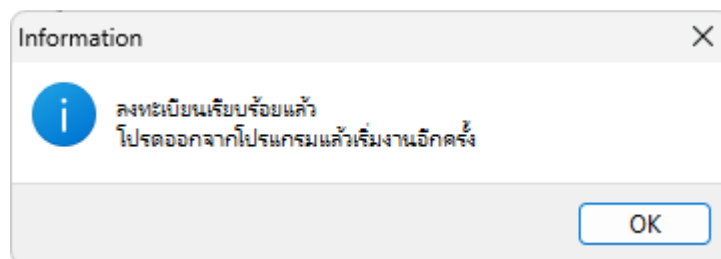 Information
ลงทะเบียนเรียบร้อยแล้ว
โปรดออกจากโปรแกรมแล้วเริ่มงานอีกครั้ง
OK